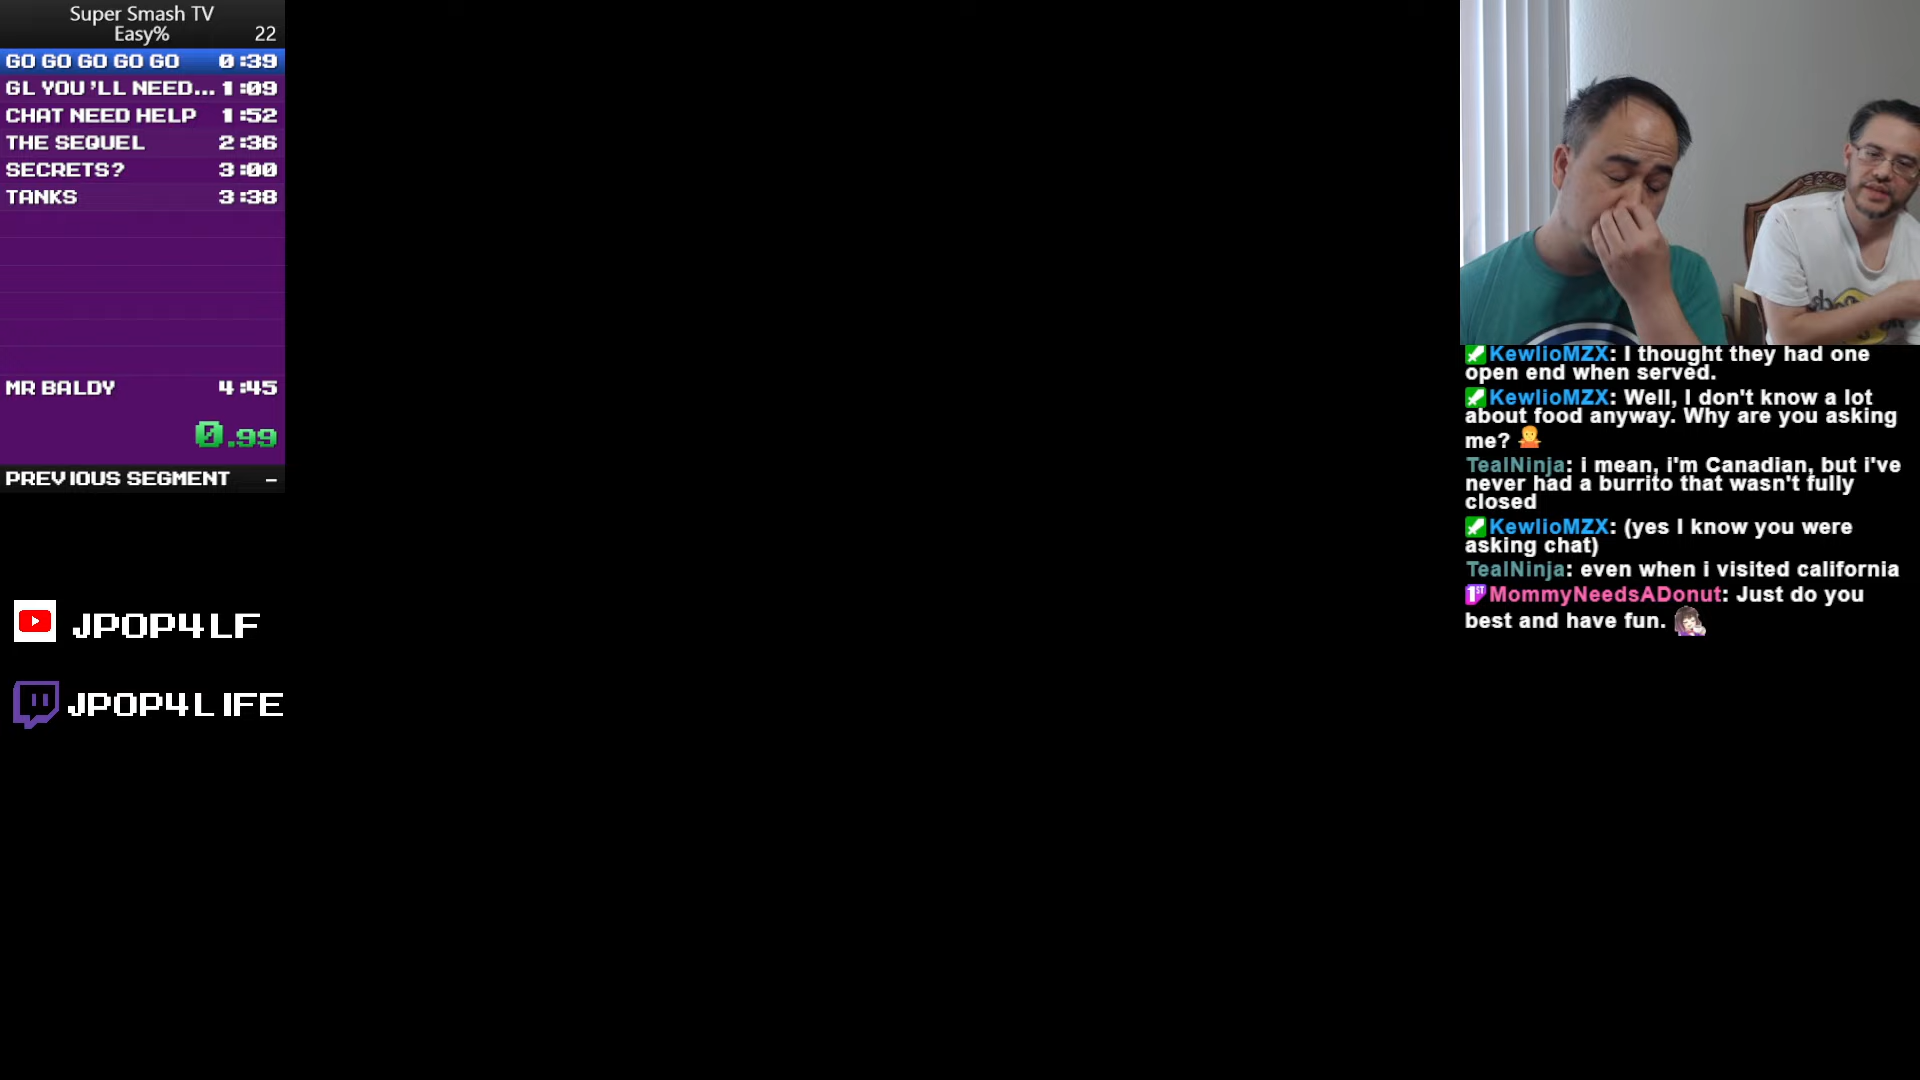 Super Smash TV
Easy% 22
GO GO GO GO GO 0:39
GL YOU'LL NEED... 1:09
CHAT NEED HELP 1:52
THE SEQUEL 2:36
SECRETS? 3:00
TANKS 3:38
MR BALDY 4:45
0.99
PREVIOUS SEGMENT –
JPOP4LF
JPOP4LIFE
KewlioMZX: I thought they had one
open end when served.
KewlioMZX: Well, I don't know a lot
about food anyway. Why are you asking
me?
TealNinja: i mean, i'm Canadian, but i've
never had a burrito that wasn't fully
closed
KewlioMZX: (yes I know you were
asking chat)
TealNinja: even when i visited california
1ST MommyNeedsADonut: Just do you
best and have fun.